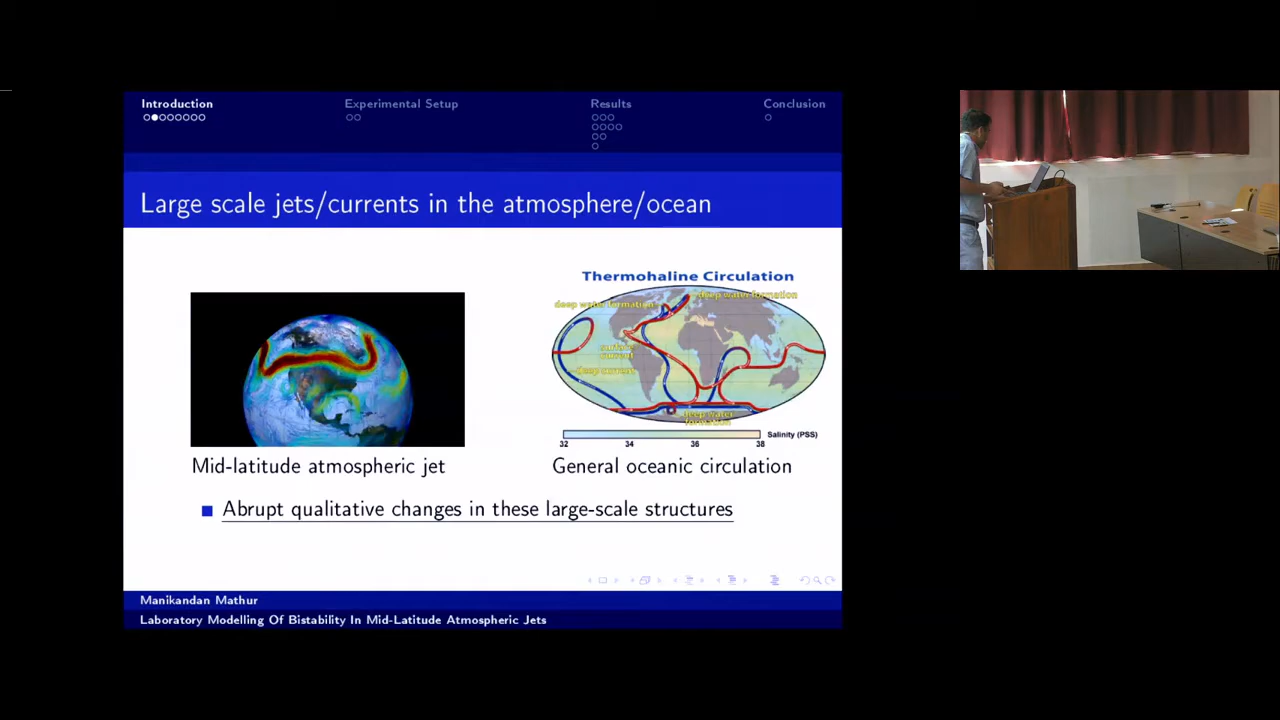 Introduction
Experimental Setup
Results
Conclusion
Large scale jets/currents in the atmosphere/ocean
Thermohaline Circulation
deep water formation
deep water formation
surface
current
deep current
deep water
formation
32 34 36 38
Salinity (PSS)
Mid-latitude atmospheric jet
General oceanic circulation
Abrupt qualitative changes in these large-scale structures
Manikandan Mathur
Laboratory Modelling Of Bistability In Mid-Latitude Atmospheric Jets